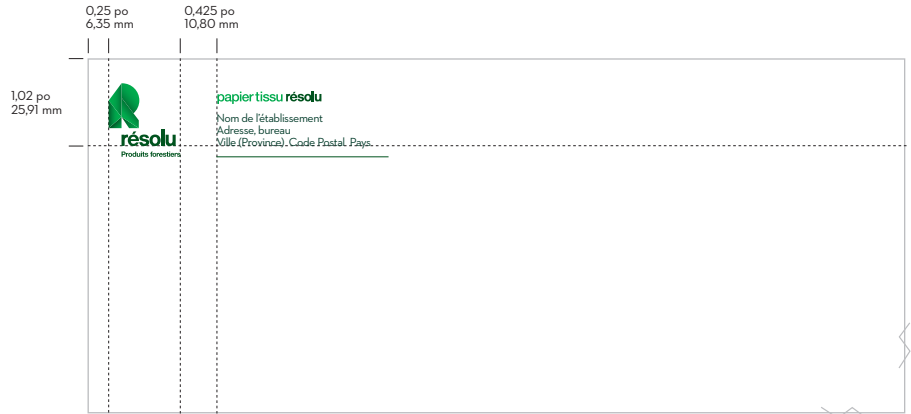 0,25 po
6,35 mm
0,425 po
10,80 mm
1,02 po
25,91 mm
résolu
Produits forestiers
papier tissu résolu
Nom de l'établissement
Adresse, bureau
Ville (Province) Code Postal Pays